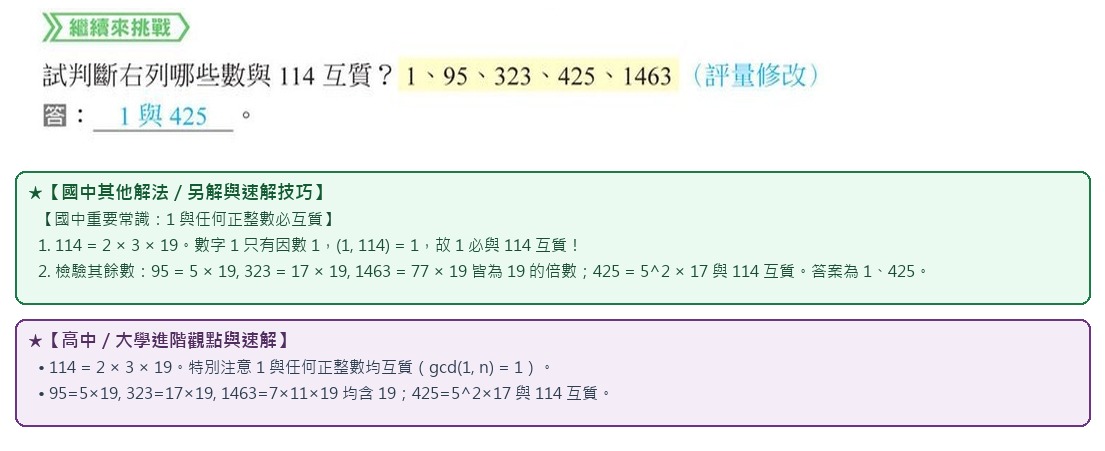 繼續來挑戰
試判斷右列哪些數與 114 互質？1、95、323、425、1463（評量修改）
答：1 與 425。
★【國中其他解法 / 另解與速解技巧】
【國中重要常識：1 與任何正整數必互質】
1. 114 = 2 × 3 × 19。數字 1 只有因數 1，(1, 114) = 1，故 1 必與 114 互質！
2. 檢驗其餘數：95 = 5 × 19, 323 = 17 × 19, 1463 = 77 × 19 皆為 19 的倍數；425 = 5^2 × 17 與 114 互質。答案為 1、425。
★【高中 / 大學進階觀點與速解】
• 114 = 2 × 3 × 19。特別注意 1 與任何正整數均互質（gcd(1, n) = 1）。
• 95=5×19, 323=17×19, 1463=7×11×19 均含 19；425=5^2×17 與 114 互質。